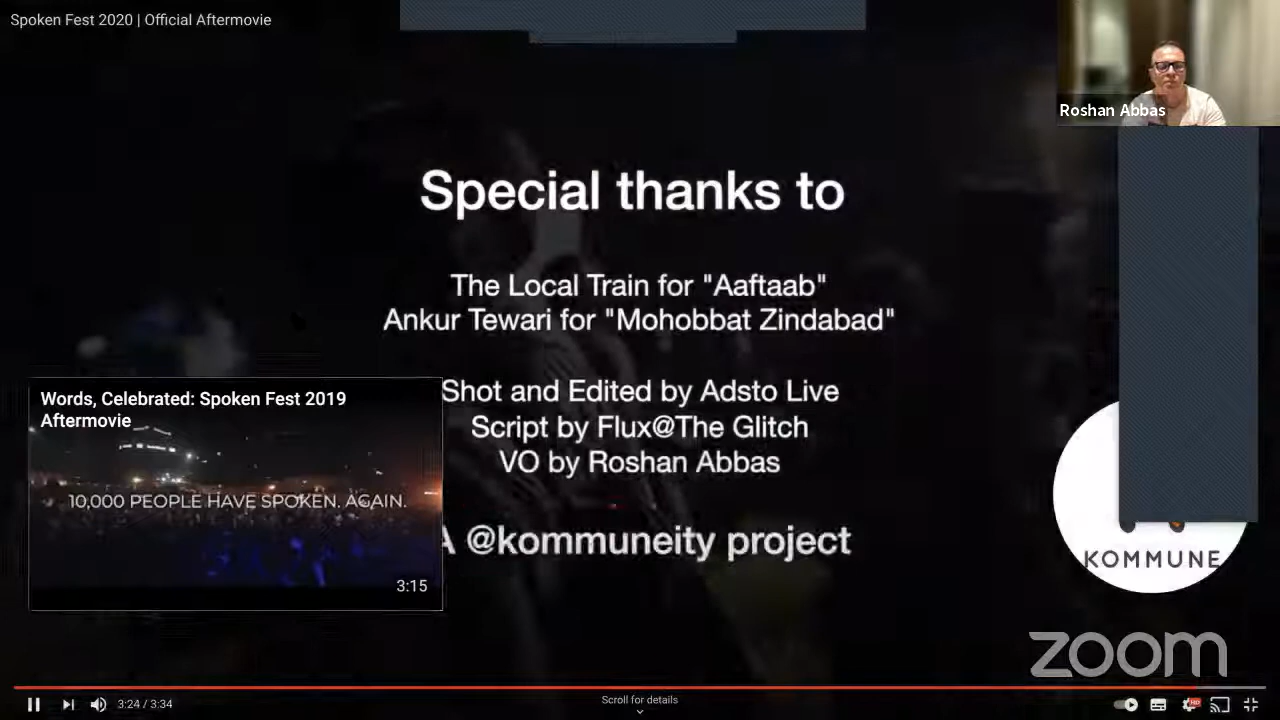 Spoken Fest 2020 | Official Aftermovie
Roshan Abbas
Special thanks to
The Local Train for "Aaftaab"
Ankur Tewari for "Mohobbat Zindabad"
Shot and Edited by Adsto Live
Script by Flux@The Glitch
VO by Roshan Abbas
A @kommuneity project
Words, Celebrated: Spoken Fest 2019
Aftermovie
10,000 PEOPLE HAVE SPOKEN. AGAIN.
3:15
KOMMUNE
zoom
3:24 / 3:34
Scroll for details
HD